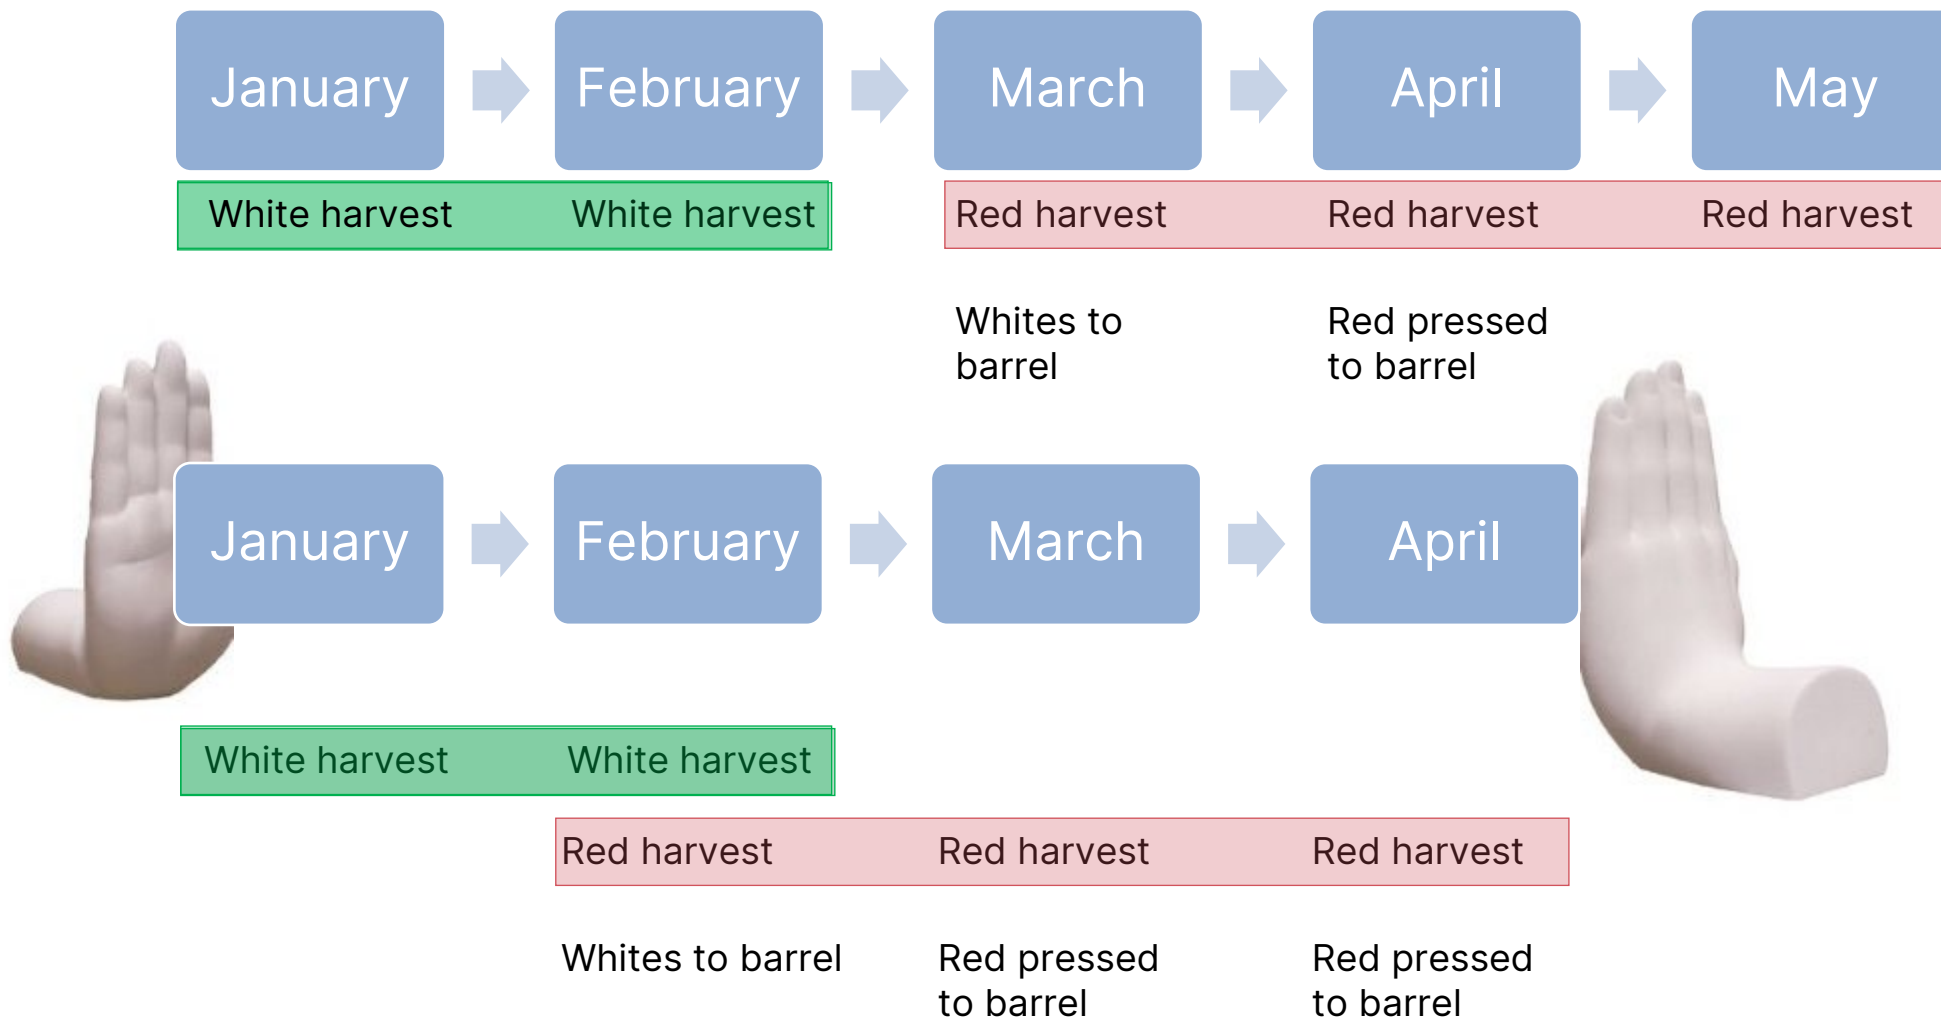 January February March April May
White harvest White harvest Red harvest Red harvest Red harvest
Whites to
barrel
Red pressed
to barrel
January February March April
White harvest White harvest
Red harvest Red harvest Red harvest
Whites to barrel
Red pressed
to barrel
Red pressed
to barrel